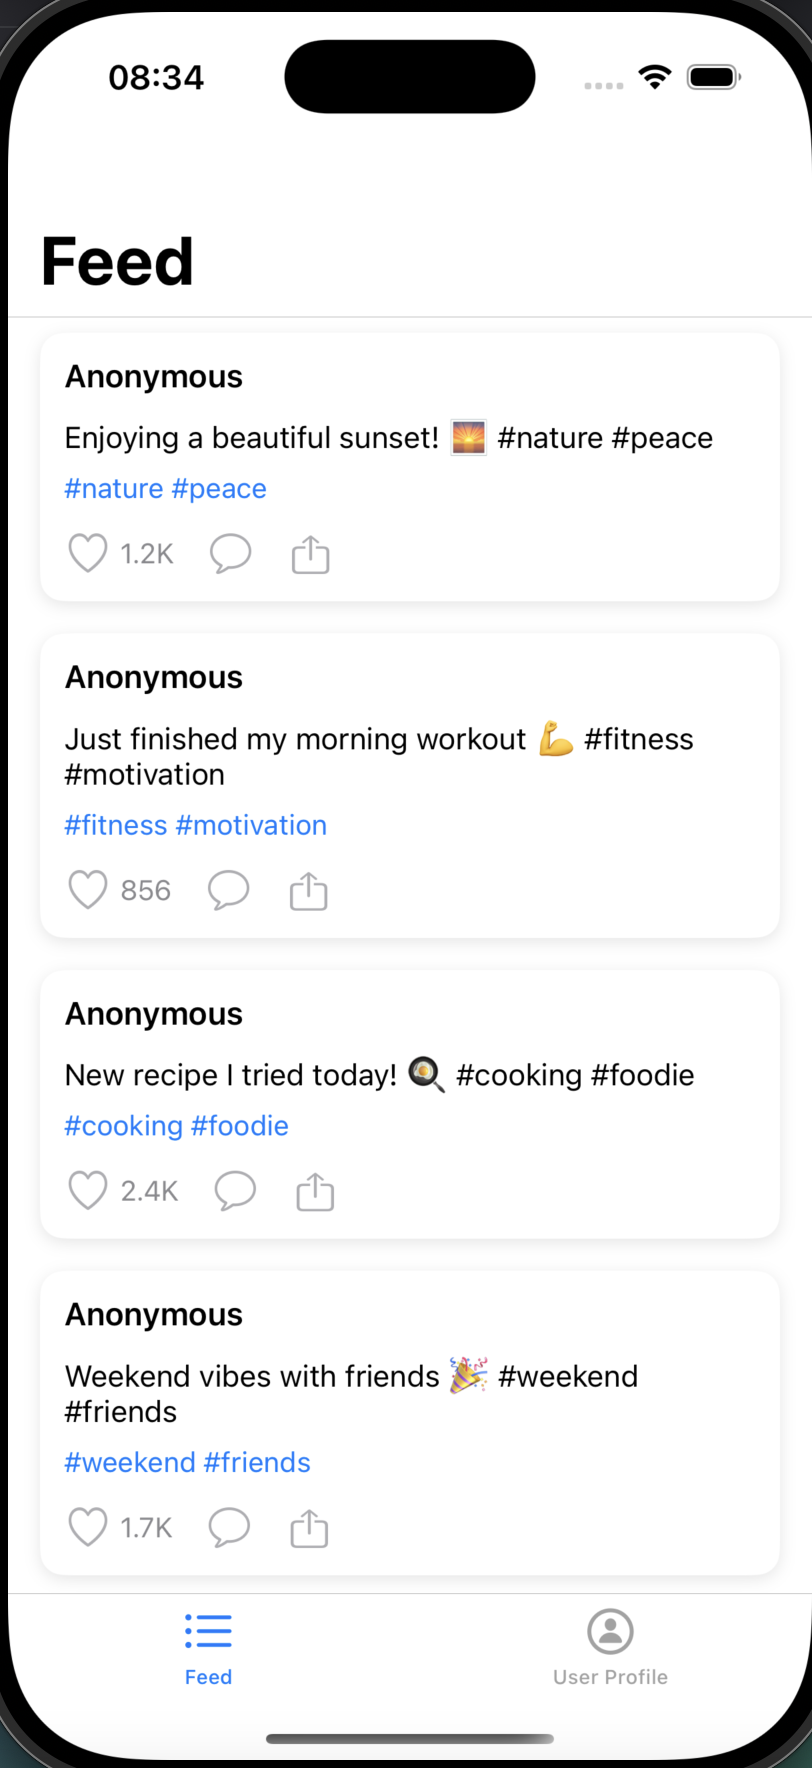 08:34
Feed
Anonymous
Enjoying a beautiful sunset! 🌅 #nature #peace
#nature #peace
1.2K
Anonymous
Just finished my morning workout 💪 #fitness
#motivation
#fitness #motivation
856
Anonymous
New recipe I tried today! 🍳 #cooking #foodie
#cooking #foodie
2.4K
Anonymous
Weekend vibes with friends 🎉 #weekend
#friends
#weekend #friends
1.7K
Feed
User Profile